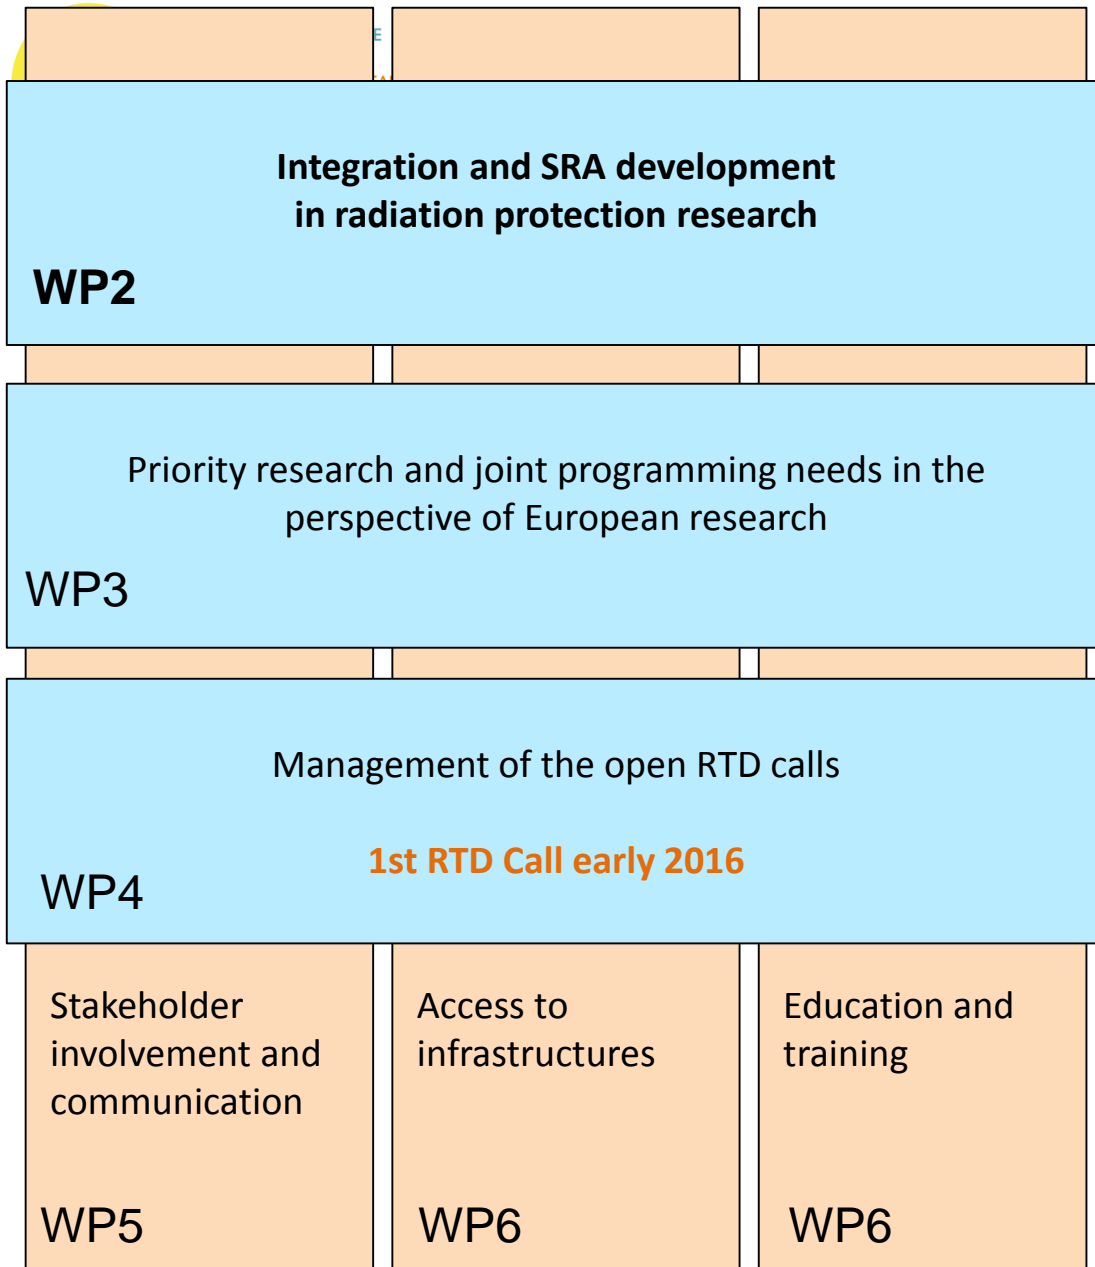 E
Integration and SRA development
in radiation protection research
WP2
Priority research and joint programming needs in the
perspective of European research
WP3
Management of the open RTD calls
1st RTD Call early 2016
WP4
Stakeholder
involvement and
communication
WP5
Access to
infrastructures
WP6
Education and
training
WP6